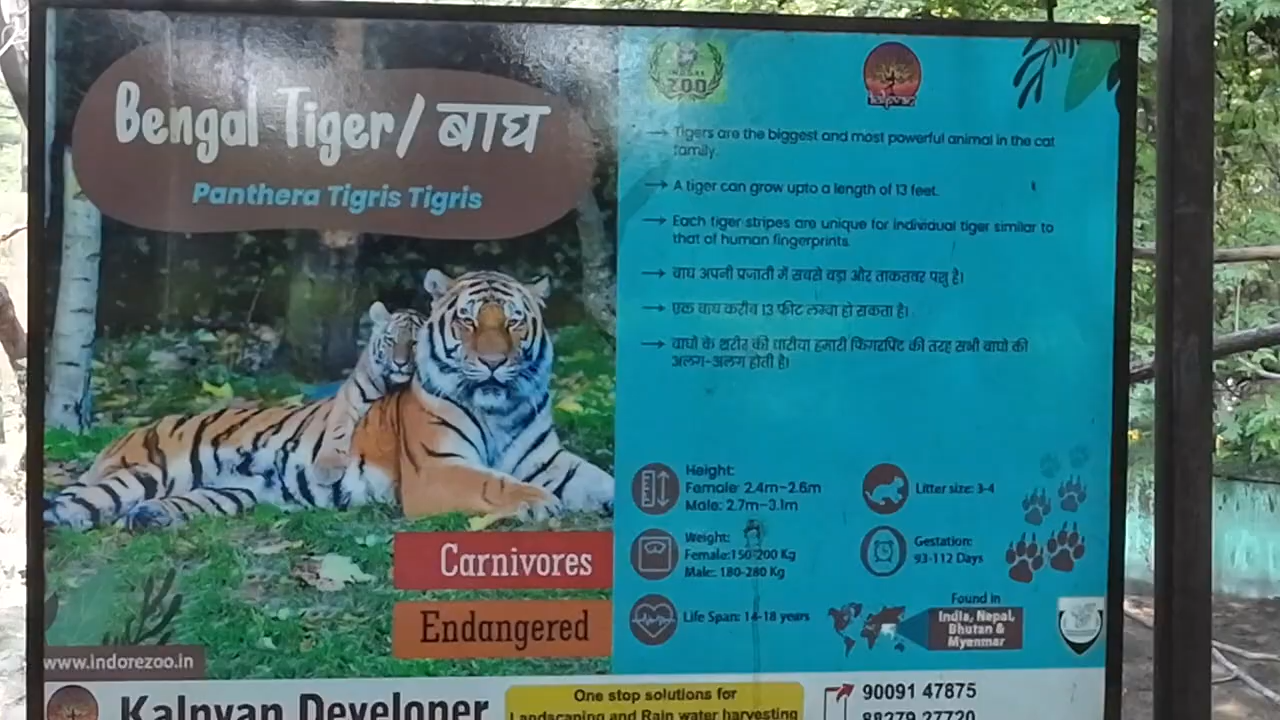 Bengal Tiger/ बाघ
Panthera Tigris Tigris
ZOO
→ Tigers are the biggest and most powerful animal in the cat
family.
→ A tiger can grow upto a length of 13 feet.
→ Each tiger stripes are unique for individual tiger similar to
that of human fingerprints.
→ बाघ अपनी प्रजाती में सबसे बड़ा और ताकतवर पशु है।
→ एक बाघ करीब 13 फीट लम्बा हो सकता है।
→ बाघो के शरीर की धारीया हमारी फिंगरप्रिंट की तरह सभी बाघो की
अलग-अलग होती है।
Height:
Female: 2.4m-2.6m
Male: 2.7m-3.1m
Litter size: 3-4
Weight:
Female:150-200 Kg
Male: 180-280 Kg
Gestation:
93-112 Days
Life Span: 14-18 years
Found in
India, Nepal,
Bhutan &
Myanmar
Carnivores
Endangered
www.indorezoo.in
Kalpvan Developer
One stop solutions for
Landscaping and Rain water harvesting
90091 47875
88279 27720